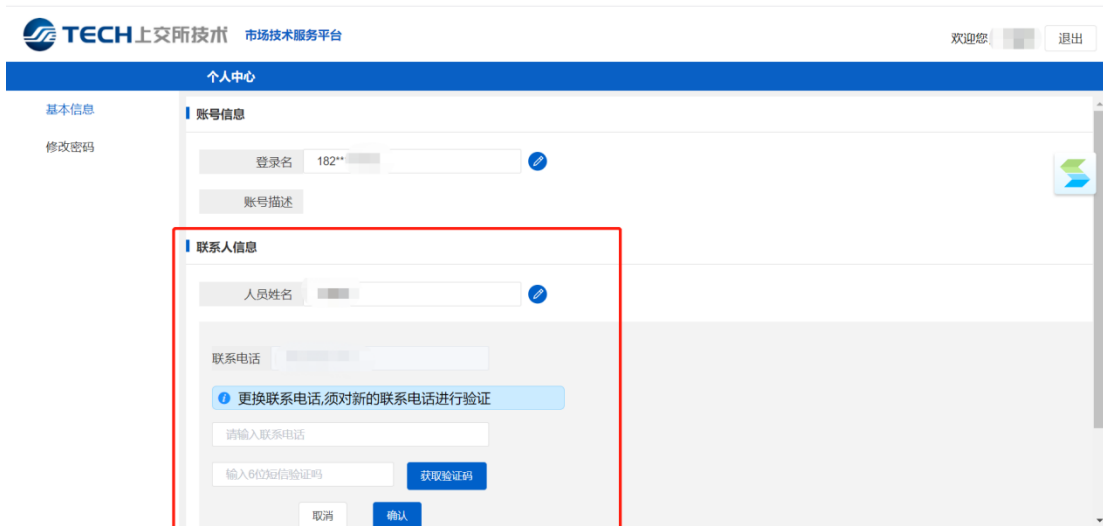 TECH上交所技术 市场技术服务平台
欢迎您 退出
个人中心
基本信息
修改密码
账号信息
登录名 182**
账号描述
联系人信息
人员姓名
联系电话
更换联系电话,须对新的联系电话进行验证
请输入联系电话
输入6位短信验证吗 获取验证码
取消 确认